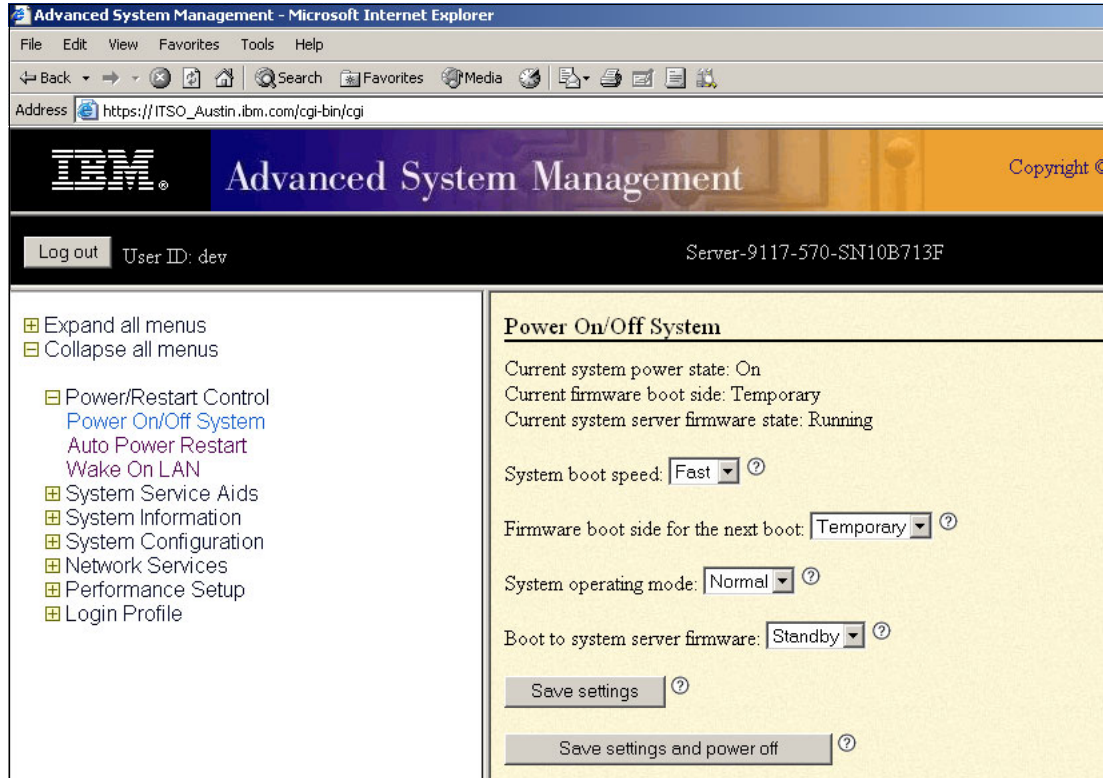 Advanced System Management - Microsoft Internet Explorer
File Edit View Favorites Tools Help
Back Search Favorites Media
Address https://ITSO_Austin.ibm.com/cgi-bin/cgi
IBM® Advanced System Management Copyright ©
Log out User ID: dev Server-9117-570-SN10B713F
Expand all menus
Collapse all menus
Power/Restart Control
Power On/Off System
Auto Power Restart
Wake On LAN
System Service Aids
System Information
System Configuration
Network Services
Performance Setup
Login Profile
Power On/Off System
Current system power state: On
Current firmware boot side: Temporary
Current system server firmware state: Running
System boot speed: Fast ?
Firmware boot side for the next boot: Temporary ?
System operating mode: Normal ?
Boot to system server firmware: Standby ?
Save settings ?
Save settings and power off ?